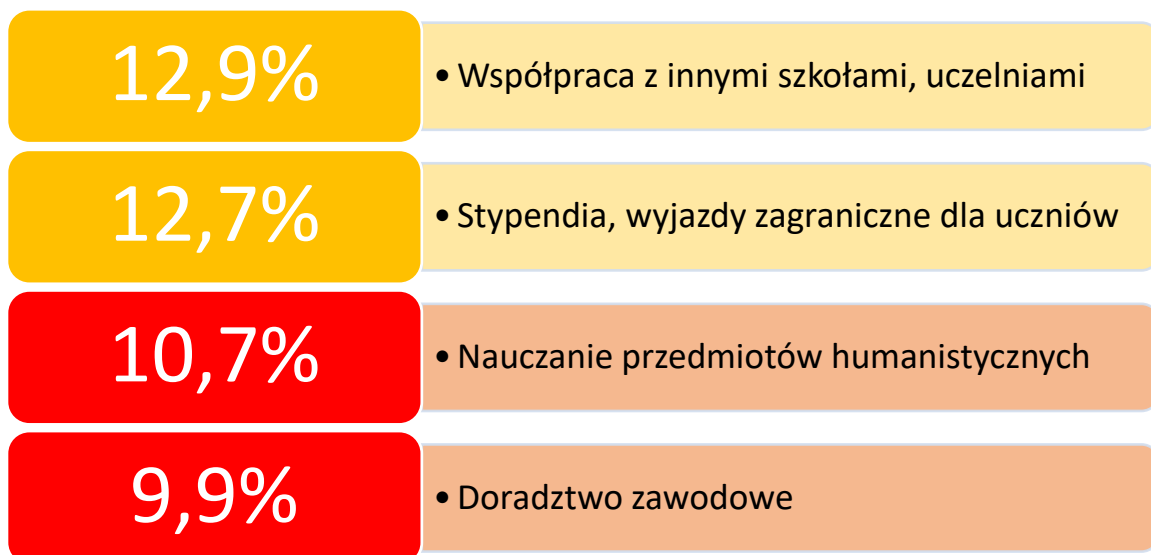 12,9%
• Współpraca z innymi szkołami, uczelniami
12,7%
• Stypendia, wyjazdy zagraniczne dla uczniów
10,7%
• Nauczanie przedmiotów humanistycznych
9,9%
• Doradztwo zawodowe